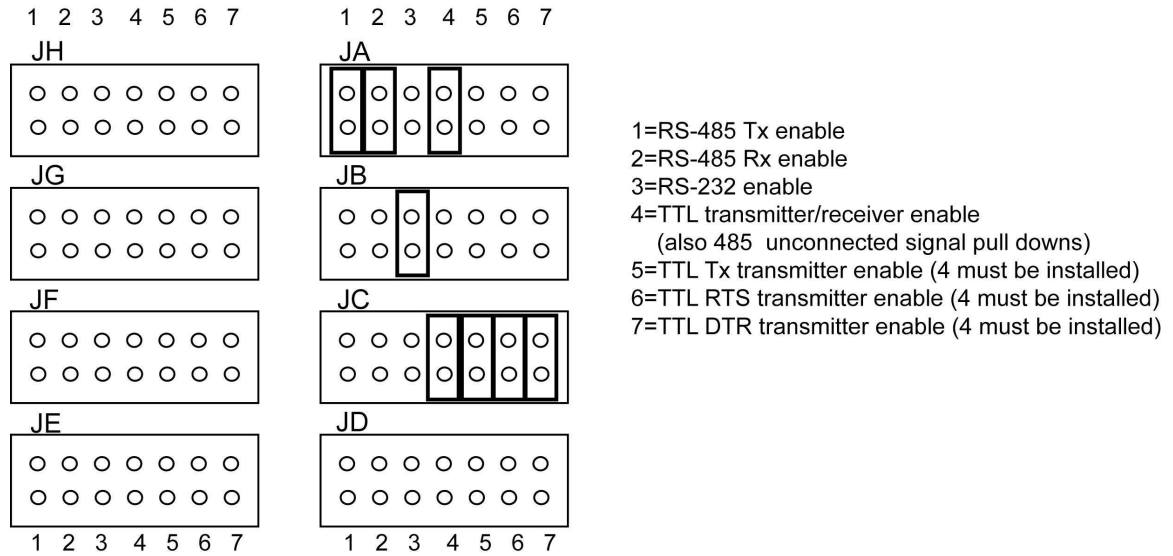 1 2 3 4 5 6 7
1 2 3 4 5 6 7
JH
JA
JG
JB
JF
JC
JE
JD
1 2 3 4 5 6 7
1 2 3 4 5 6 7
1=RS-485 Tx enable
2=RS-485 Rx enable
3=RS-232 enable
4=TTL transmitter/receiver enable
(also 485 unconnected signal pull downs)
5=TTL Tx transmitter enable (4 must be installed)
6=TTL RTS transmitter enable (4 must be installed)
7=TTL DTR transmitter enable (4 must be installed)